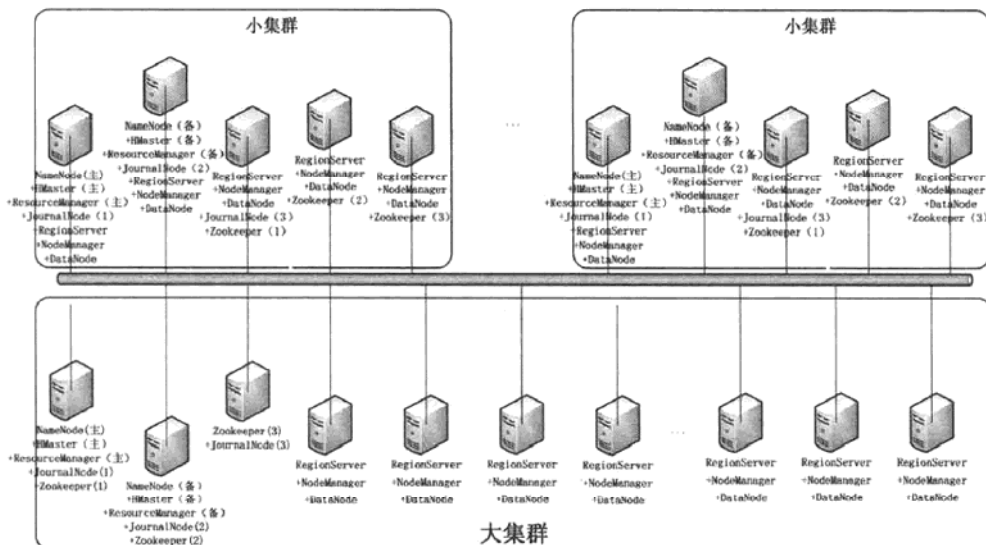 小集群
NameNode(主)
+HMaster(主)
+ResourceManager(主)
+JournalNode(1)
+RegionServer
+NodeManager
+DataNode
NameNode(备)
+HMaster(备)
+ResourceManager(备)
+JournalNode(2)
+RegionServer
+NodeManager
+DataNode
RegionServer
+NodeManager
+DataNode
+JournalNode(3)
+Zookeeper(1)
RegionServer
+NodeManager
+DataNode
Zookeeper(2)
RegionServer
+NodeManager
+DataNode
Zookeeper(3)
...
小集群
NameNode(主)
+HMaster(主)
+ResourceManager(主)
+JournalNode(1)
+RegionServer
+NodeManager
+DataNode
NameNode(备)
+HMaster(备)
+ResourceManager(备)
+JournalNode(2)
+RegionServer
+NodeManager
+DataNode
RegionServer
+NodeManager
+DataNode
+JournalNode(3)
+Zookeeper(1)
RegionServer
+NodeManager
+DataNode
+Zookeeper(2)
RegionServer
+NodeManager
+DataNode
+Zookeeper(3)
NameNode(主)
+HMaster(主)
+ResourceManager(主)
+JournalNode(1)
+Zookeeper(1)
NameNode(备)
+HMaster(备)
+ResourceManager(备)
+JournalNode(2)
+Zookeeper(2)
Zookeeper(3)
+JournalNode(3)
RegionServer
+NodeManager
+DataNode
RegionServer
+NodeManager
+DataNode
RegionServer
+NodeManager
+DataNode
RegionServer
+NodeManager
+DataNode
...
RegionServer
+NodeManager
+DataNode
RegionServer
+NodeManager
+DataNode
RegionServer
+NodeManager
+DataNode
大集群